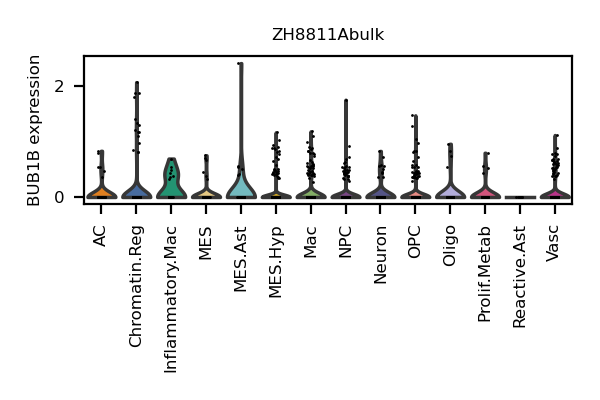 ZH8811Abulk
BUB1B expression
2
0
AC
Chromatin.Reg
Inflammatory.Mac
MES
MES.Ast
MES.Hyp
Mac
NPC
Neuron
OPC
Oligo
Prolif.Metab
Reactive.Ast
Vasc